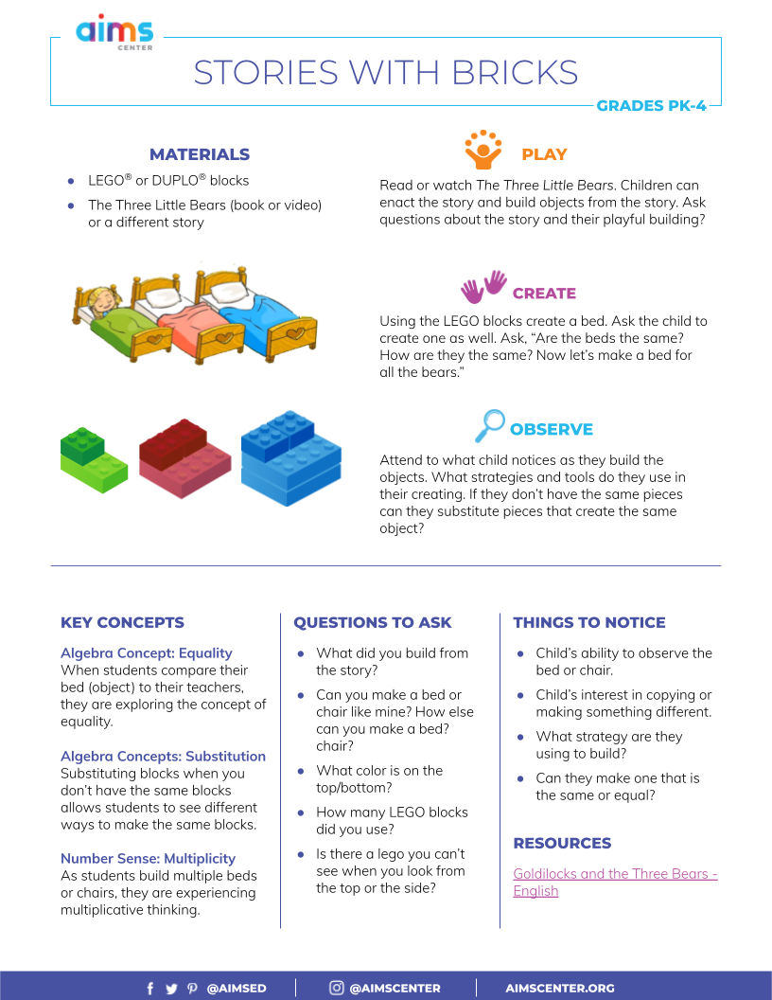 aims
CENTER
STORIES WITH BRICKS
GRADES PK-4
MATERIALS
● LEGO® or DUPLO® blocks
● The Three Little Bears (book or video)
or a different story
PLAY
Read or watch The Three Little Bears. Children can
enact the story and build objects from the story. Ask
questions about the story and their playful building?
CREATE
Using the LEGO blocks create a bed. Ask the child to
create one as well. Ask, “Are the beds the same?
How are they the same? Now let’s make a bed for
all the bears.”
OBSERVE
Attend to what child notices as they build the
objects. What strategies and tools do they use in
their creating. If they don’t have the same pieces
can they substitute pieces that create the same
object?
KEY CONCEPTS
Algebra Concept: Equality
When students compare their
bed (object) to their teachers,
they are exploring the concept of
equality.
Algebra Concepts: Substitution
Substituting blocks when you
don’t have the same blocks
allows students to see different
ways to make the same blocks.
Number Sense: Multiplicity
As students build multiple beds
or chairs, they are experiencing
multiplicative thinking.
QUESTIONS TO ASK
● What did you build from
the story?
● Can you make a bed or
chair like mine? How else
can you make a bed?
chair?
● What color is on the
top/bottom?
● How many LEGO blocks
did you use?
● Is there a lego you can’t
see when you look from
the top or the side?
THINGS TO NOTICE
● Child’s ability to observe the
bed or chair.
● Child’s interest in copying or
making something different.
● What strategy are they
using to build?
● Can they make one that is
the same or equal?
RESOURCES
Goldilocks and the Three Bears -
English
@AIMSED
@AIMSCENTER
AIMSCENTER.ORG